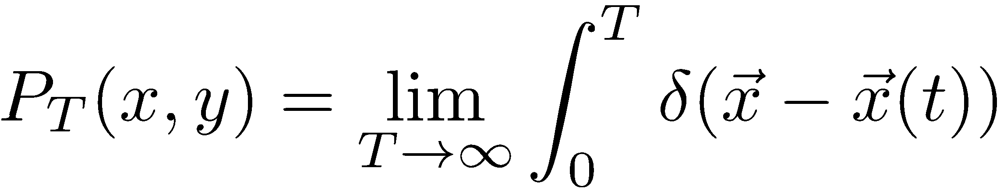 P_T(x, y) = \lim_{T \to \infty} \int_0^T \delta(\vec{x} - \vec{x}(t))